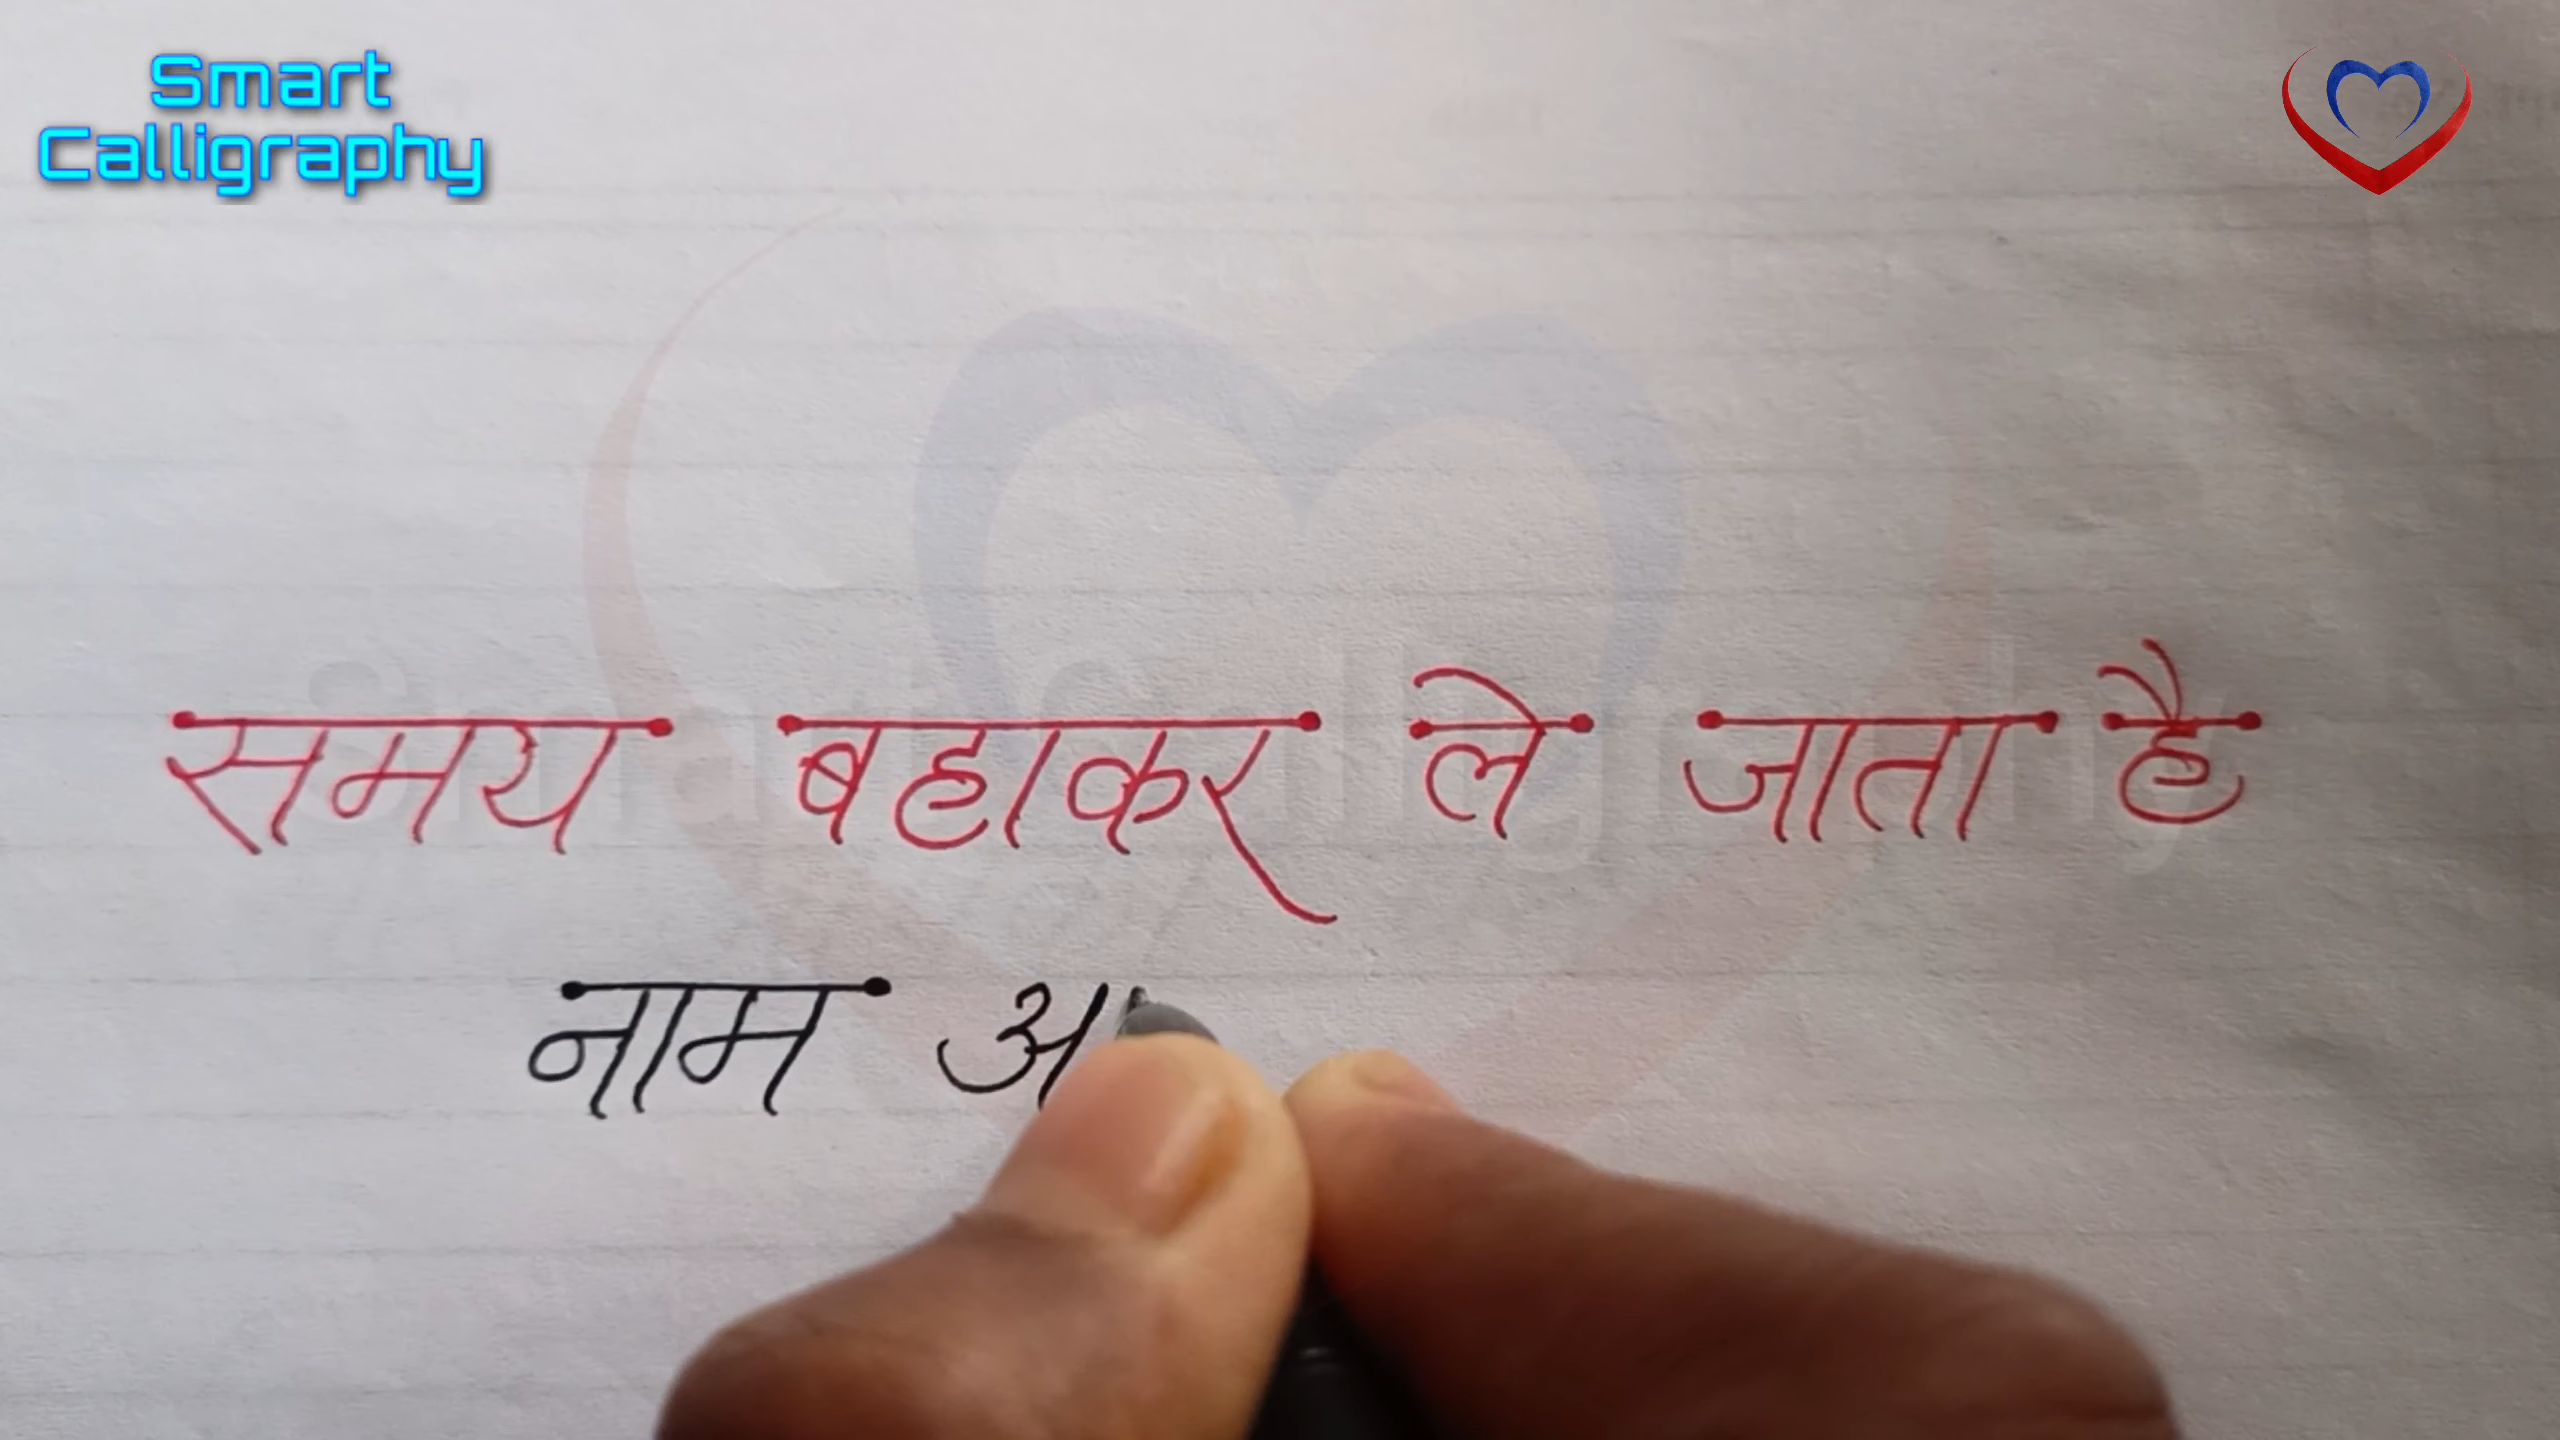 Smart
Calligraphy
समय बहाकर ले जाता है
नाम अ